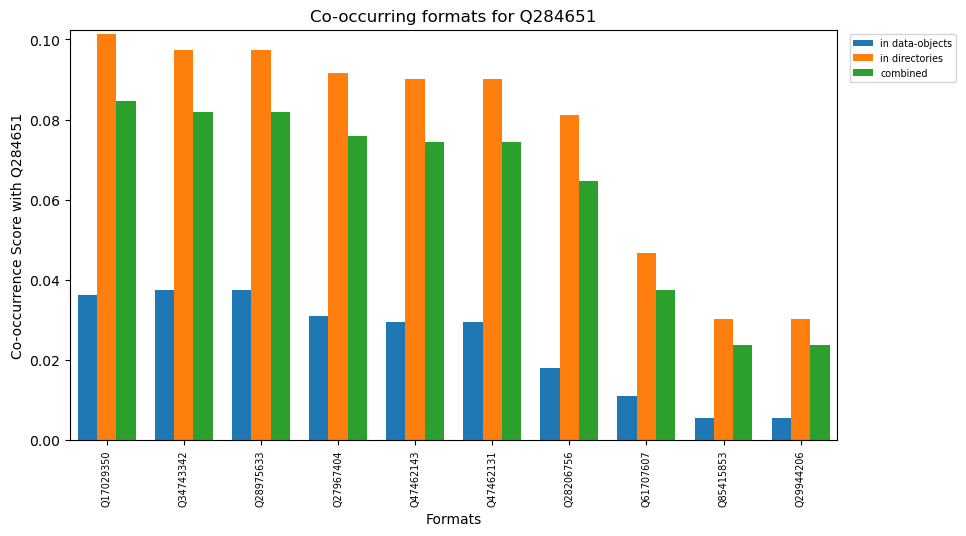 Co-occurring formats for Q284651
in data-objects
in directories
combined
Co-occurrence Score with Q284651
0.10
0.08
0.06
0.04
0.02
0.00
Q17029350
Q34743342
Q28975633
Q27967404
Q47462143
Q47462131
Q28206756
Q61707607
Q85415853
Q29944206
Formats